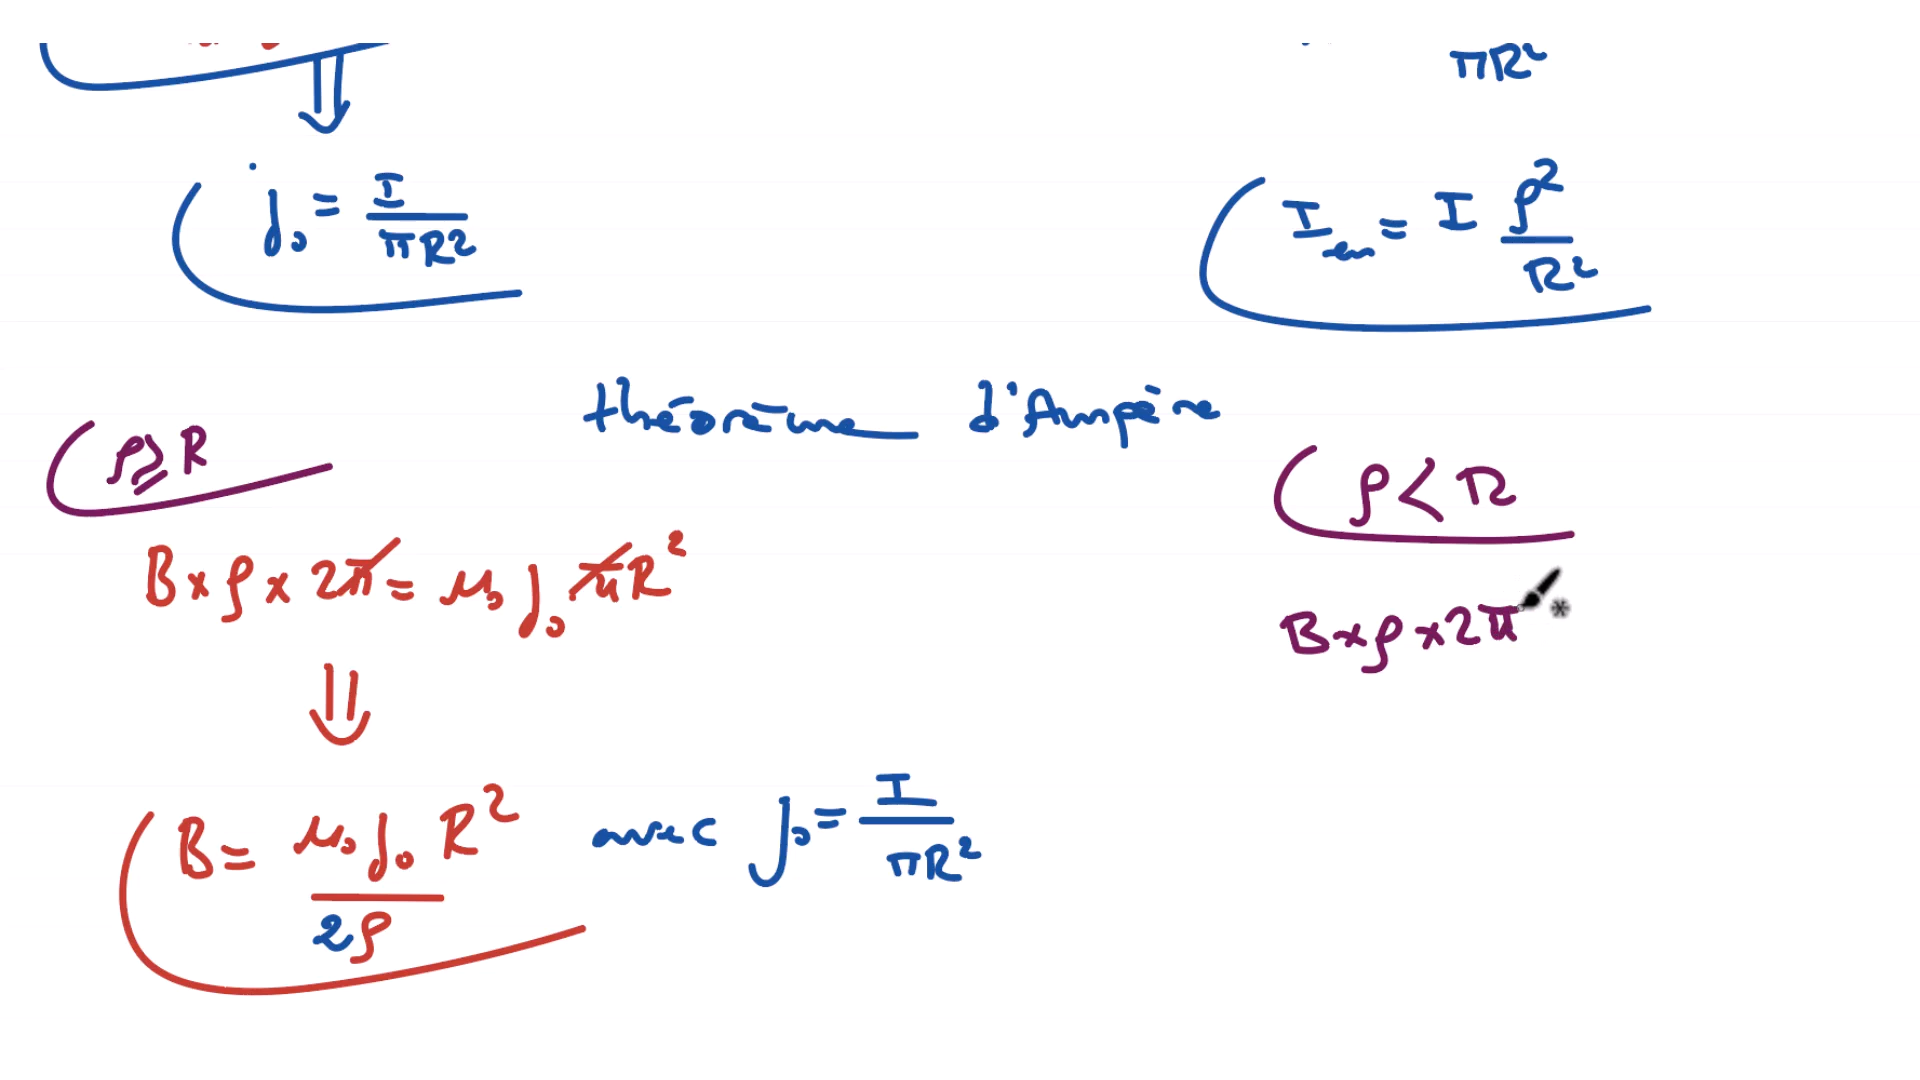 πR²
j₀ = I / πR²
I_en = I ρ² / R²
théorème d'Ampère
ρ ⩾ R
ρ < R
B × ρ × 2π = μ₀ j₀ πR²
B × ρ × 2π
⇓
B = μ₀ j₀ R² / 2ρ avec j₀ = I / πR²